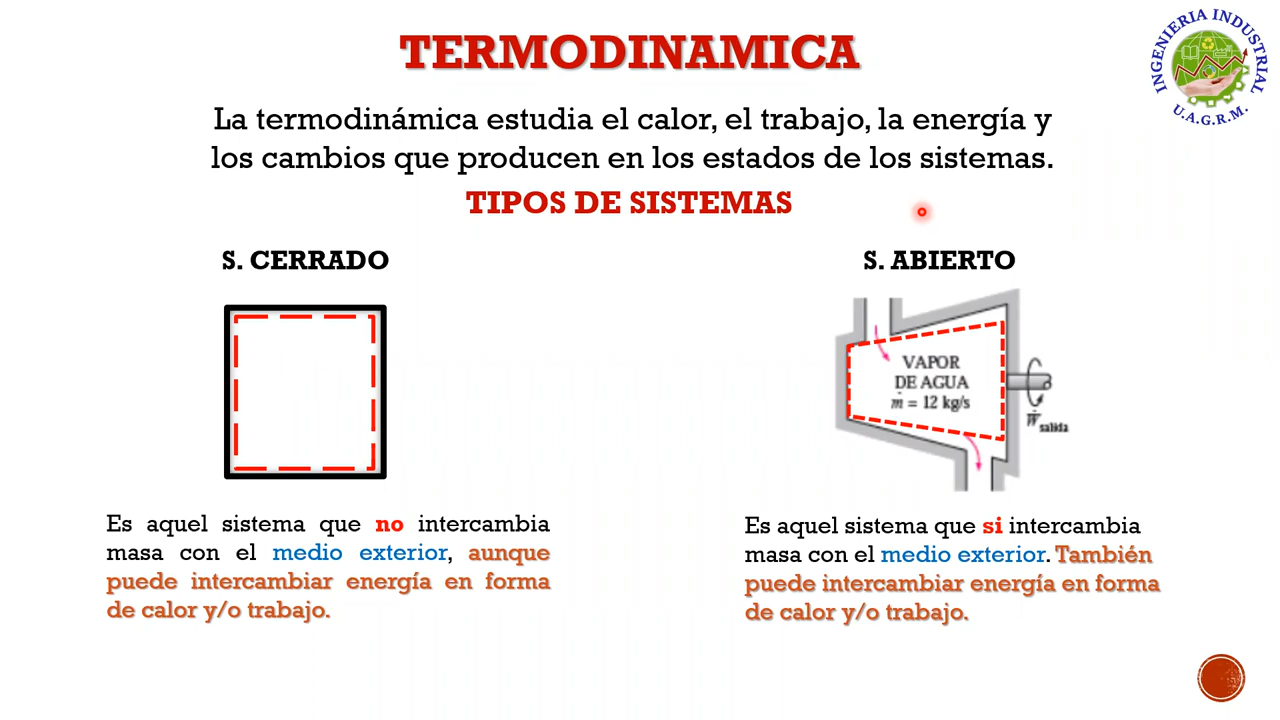 TERMODINAMICA
INGENIERIA INDUSTRIAL
U.A.G.R.M.
La termodinámica estudia el calor, el trabajo, la energía y
los cambios que producen en los estados de los sistemas.
TIPOS DE SISTEMAS
S. CERRADO
Es aquel sistema que no intercambia
masa con el medio exterior, aunque
puede intercambiar energía en forma
de calor y/o trabajo.
S. ABIERTO
VAPOR
DE AGUA
ṁ = 12 kg/s
Ẇsalida
Es aquel sistema que si intercambia
masa con el medio exterior. También
puede intercambiar energía en forma
de calor y/o trabajo.